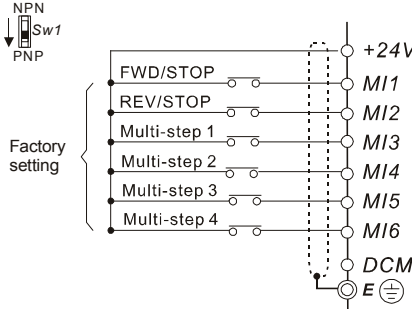 NPN
Sw1
PNP
+24V
FWD/STOP
MI1
REV/STOP
MI2
Multi-step 1
MI3
Factory
setting
Multi-step 2
MI4
Multi-step 3
MI5
Multi-step 4
MI6
DCM
E